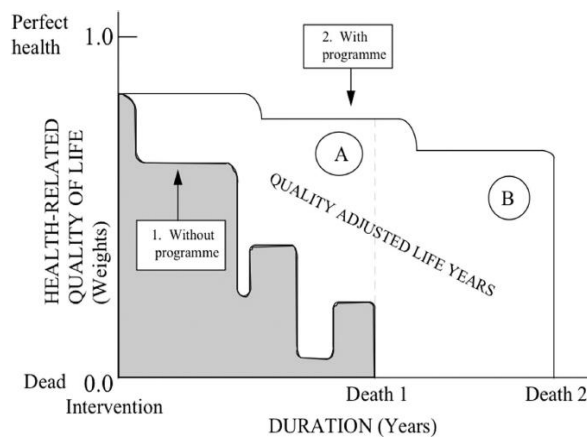 Perfect
health
1.0
2. With
programme
HEALTH-RELATED
QUALITY OF LIFE
(Weights)
A
B
QUALITY ADJUSTED LIFE YEARS
1. Without
programme
Dead
0.0
Intervention
Death 1
Death 2
DURATION (Years)